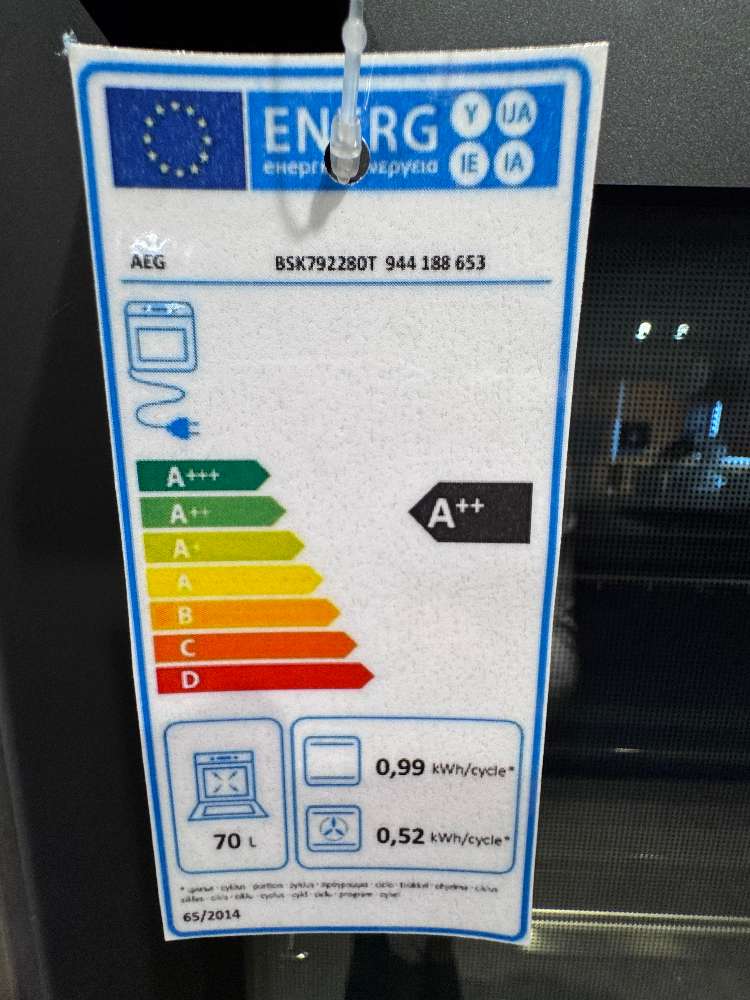 ENERG Y IJA
енергия ενεργεια IE IA
AEG BSK792280T 944 188 653
A+++
A++
A++
A+
A
B
C
D
0,99 kWh/cycle*
70 L 0,52 kWh/cycle*
65/2014